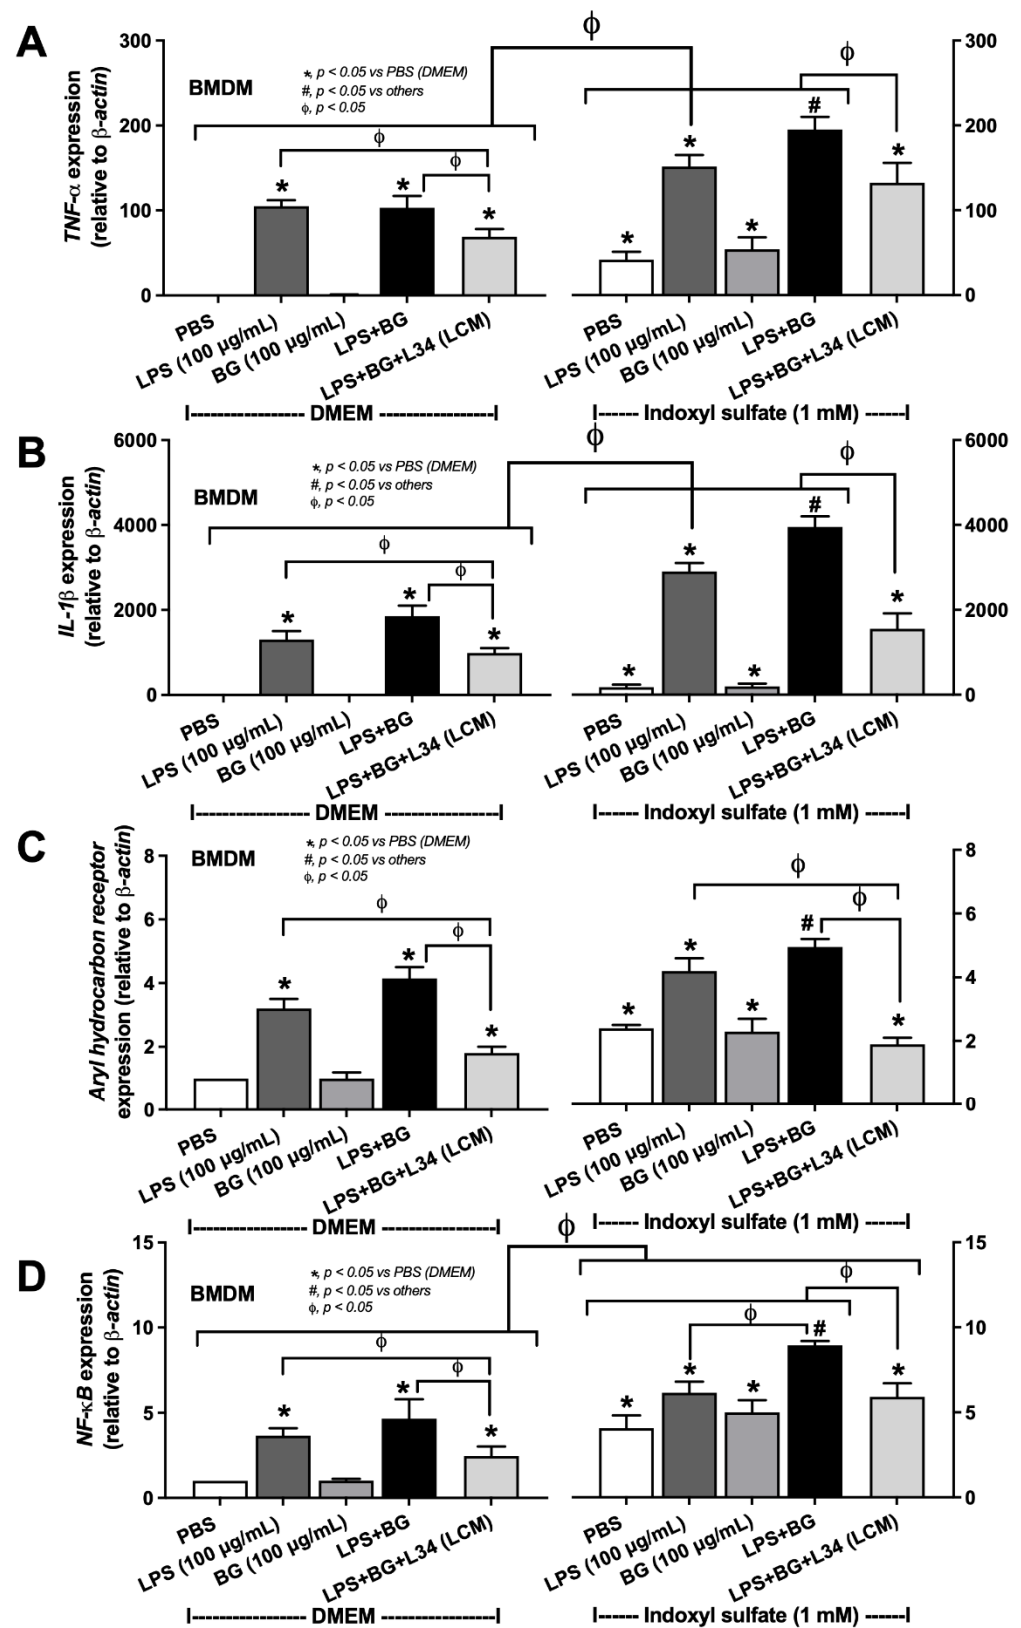 A
TNF-α expression
(relative to β-actin)
BMDM
*, p < 0.05 vs PBS (DMEM)
#, p < 0.05 vs others
ϕ, p < 0.05
300
200
100
0
ϕ
ϕ
ϕ
*
*
*
ϕ
*
*
*
#
*
300
200
100
0
PBS
LPS (100 μg/mL)
BG (100 μg/mL)
LPS+BG
LPS+BG+L34 (LCM)
PBS
LPS (100 μg/mL)
BG (100 μg/mL)
LPS+BG
LPS+BG+L34 (LCM)
DMEM
Indoxyl sulfate (1 mM)
B
IL-1β expression
(relative to β-actin)
BMDM
*, p < 0.05 vs PBS (DMEM)
#, p < 0.05 vs others
ϕ, p < 0.05
6000
4000
2000
0
ϕ
ϕ
ϕ
*
*
*
ϕ
*
*
*
#
*
6000
4000
2000
0
PBS
LPS (100 μg/mL)
BG (100 μg/mL)
LPS+BG
LPS+BG+L34 (LCM)
PBS
LPS (100 μg/mL)
BG (100 μg/mL)
LPS+BG
LPS+BG+L34 (LCM)
DMEM
Indoxyl sulfate (1 mM)
C
Aryl hydrocarbon receptor
expression (relative to β-actin)
BMDM
*, p < 0.05 vs PBS (DMEM)
#, p < 0.05 vs others
ϕ, p < 0.05
8
6
4
2
0
ϕ
ϕ
*
*
*
ϕ
ϕ
*
*
*
#
*
8
6
4
2
0
PBS
LPS (100 μg/mL)
BG (100 μg/mL)
LPS+BG
LPS+BG+L34 (LCM)
PBS
LPS (100 μg/mL)
BG (100 μg/mL)
LPS+BG
LPS+BG+L34 (LCM)
DMEM
Indoxyl sulfate (1 mM)
D
NF-κB expression
(relative to β-actin)
BMDM
*, p < 0.05 vs PBS (DMEM)
#, p < 0.05 vs others
ϕ, p < 0.05
15
10
5
0
ϕ
ϕ
ϕ
*
*
*
ϕ
ϕ
*
*
*
#
*
15
10
5
0
PBS
LPS (100 μg/mL)
BG (100 μg/mL)
LPS+BG
LPS+BG+L34 (LCM)
PBS
LPS (100 μg/mL)
BG (100 μg/mL)
LPS+BG
LPS+BG+L34 (LCM)
DMEM
Indoxyl sulfate (1 mM)